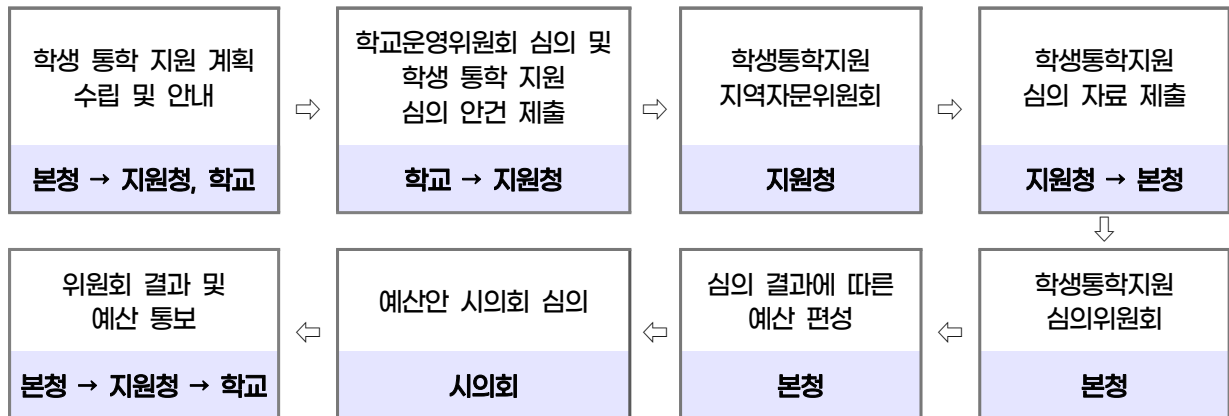 학생 통학 지원 계획
수립 및 안내
본청 → 지원청, 학교
⇨
학교운영위원회 심의 및
학생 통학 지원
심의 안건 제출
학교 → 지원청
⇨
학생통학지원
지역자문위원회
지원청
⇨
학생통학지원
심의 자료 제출
지원청 → 본청
⇩
학생통학지원
심의위원회
본청
⇦
심의 결과에 따른
예산 편성
본청
⇦
예산안 시의회 심의
시의회
⇦
위원회 결과 및
예산 통보
본청 → 지원청 → 학교